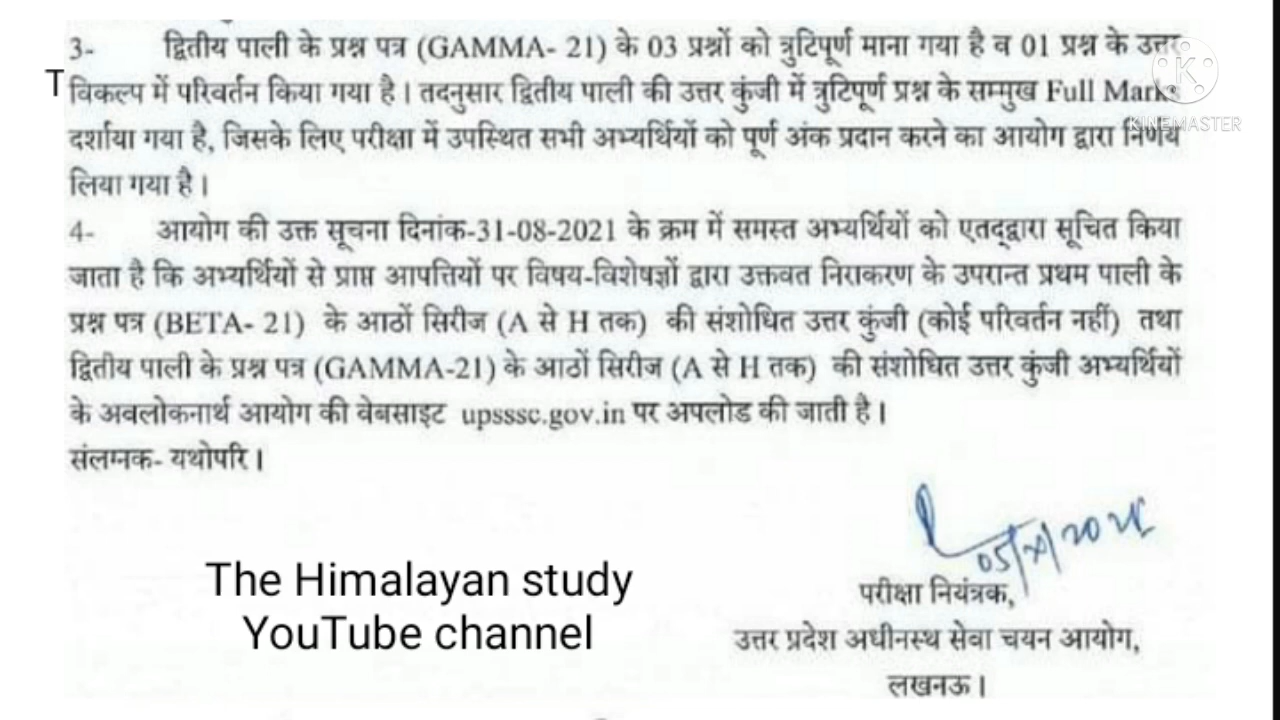 3- द्वितीय पाली के प्रश्न पत्र (GAMMA- 21) के 03 प्रश्नों को त्रुटिपूर्ण माना गया है व 01 प्रश्न के उत्तर
T
विकल्प में परिवर्तन किया गया है। तदनुसार द्वितीय पाली की उत्तर कुंजी में त्रुटिपूर्ण प्रश्न के सम्मुख Full Marks
दर्शाया गया है, जिसके लिए परीक्षा में उपस्थित सभी अभ्यर्थियों को पूर्ण अंक प्रदान करने का आयोग द्वारा निर्णय
लिया गया है।
K
KINEMASTER
4- आयोग की उक्त सूचना दिनांक-31-08-2021 के क्रम में समस्त अभ्यर्थियों को एतद्द्वारा सूचित किया
जाता है कि अभ्यर्थियों से प्राप्त आपत्तियों पर विषय-विशेषज्ञों द्वारा उक्तवत निराकरण के उपरान्त प्रथम पाली के
प्रश्न पत्र (BETA- 21) के आठों सिरीज (A से H तक) की संशोधित उत्तर कुंजी (कोई परिवर्तन नहीं) तथा
द्वितीय पाली के प्रश्न पत्र (GAMMA-21) के आठों सिरीज (A से H तक) की संशोधित उत्तर कुंजी अभ्यर्थियों
के अवलोकनार्थ आयोग की वेबसाइट upsssc.gov.in पर अपलोड की जाती है।
संलग्नक- यथोपरि।
The Himalayan study
YouTube channel
परीक्षा नियंत्रक,
उत्तर प्रदेश अधीनस्थ सेवा चयन आयोग,
लखनऊ।